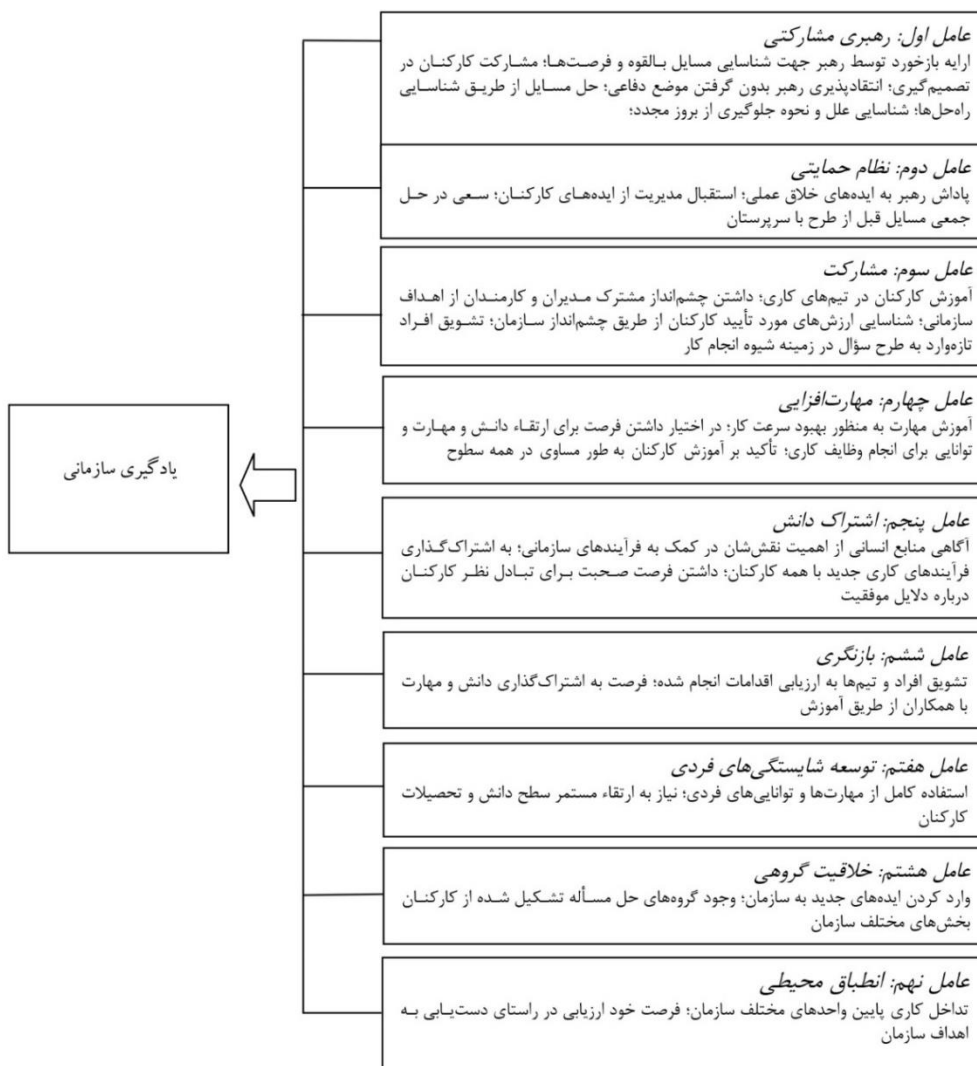 عامل اول: رهبری مشارکتی
ارایه بازخورد توسط رهبر جهت شناسایی مسایل بالقوه و فرصت‌ها؛ مشارکت کارکنان در
تصمیم‌گیری؛ انتقادپذیری رهبر بدون گرفتن موضع دفاعی؛ حل مسایل از طریق شناسایی
راه‌حل‌ها؛ شناسایی علل و نحوه جلوگیری از بروز مجدد؛
عامل دوم: نظام حمایتی
پاداش رهبر به ایده‌های خلاق عملی؛ استقبال مدیریت از ایده‌های کارکنان؛ سعی در حل
جمعی مسایل قبل از طرح با سرپرستان
عامل سوم: مشارکت
آموزش کارکنان در تیم‌های کاری؛ داشتن چشم‌انداز مشترک مدیران و کارمندان از اهداف
سازمانی؛ شناسایی ارزش‌های مورد تأیید کارکنان از طریق چشم‌انداز سازمان؛ تشویق افراد
تازه‌وارد به طرح سؤال در زمینه شیوه انجام کار
عامل چهارم: مهارت‌افزایی
آموزش مهارت به منظور بهبود سرعت کار؛ در اختیار داشتن فرصت برای ارتقاء دانش و مهارت و
توانایی برای انجام وظایف کاری؛ تأکید بر آموزش کارکنان به طور مساوی در همه سطوح
عامل پنجم: اشتراک دانش
آگاهی منابع انسانی از اهمیت نقش‌شان در کمک به فرآیندهای سازمانی؛ به اشتراک‌گذاری
فرآیندهای کاری جدید با همه کارکنان؛ داشتن فرصت صحبت برای تبادل نظر کارکنان
درباره دلایل موفقیت
عامل ششم: بازنگری
تشویق افراد و تیم‌ها به ارزیابی اقدامات انجام شده؛ فرصت به اشتراک‌گذاری دانش و مهارت
با همکاران از طریق آموزش
عامل هفتم: توسعه شایستگی‌های فردی
استفاده کامل از مهارت‌ها و توانایی‌های فردی؛ نیاز به ارتقاء مستمر سطح دانش و تحصیلات
کارکنان
عامل هشتم: خلاقیت گروهی
وارد کردن ایده‌های جدید به سازمان؛ وجود گروه‌های حل مسأله تشکیل شده از کارکنان
بخش‌های مختلف سازمان
عامل نهم: انطباق محیطی
تداخل کاری پایین واحدهای مختلف سازمان؛ فرصت خود ارزیابی در راستای دست‌یابی به
اهداف سازمان
یادگیری سازمانی